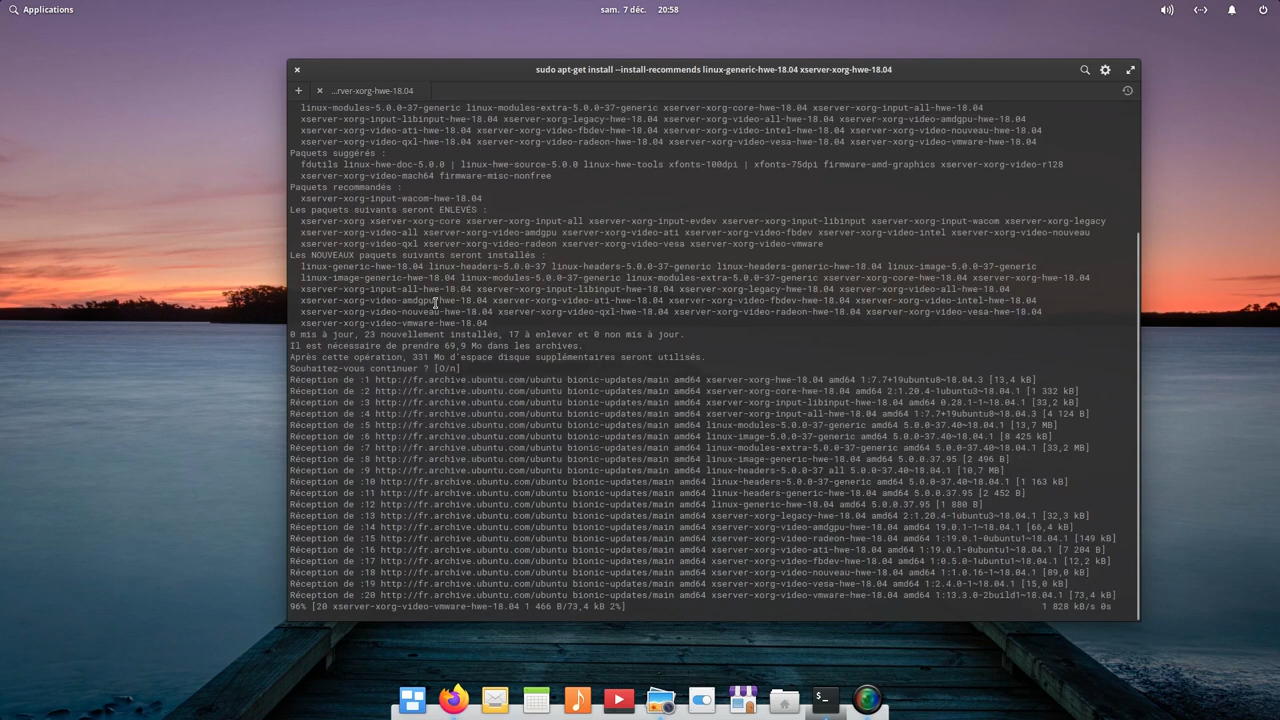 Applications
sam. 7 déc. 20:58
sudo apt-get install --install-recommends linux-generic-hwe-18.04 xserver-xorg-hwe-18.04
...rver-xorg-hwe-18.04
linux-modules-5.0.0-37-generic linux-modules-extra-5.0.0-37-generic xserver-xorg-core-hwe-18.04 xserver-xorg-input-all-hwe-18.04
xserver-xorg-input-libinput-hwe-18.04 xserver-xorg-legacy-hwe-18.04 xserver-xorg-video-all-hwe-18.04 xserver-xorg-video-amdgpu-hwe-18.04
xserver-xorg-video-ati-hwe-18.04 xserver-xorg-video-fbdev-hwe-18.04 xserver-xorg-video-intel-hwe-18.04 xserver-xorg-video-nouveau-hwe-18.04
xserver-xorg-video-qxl-hwe-18.04 xserver-xorg-video-radeon-hwe-18.04 xserver-xorg-video-vesa-hwe-18.04 xserver-xorg-video-vmware-hwe-18.04
Paquets suggérés :
fdutils linux-hwe-doc-5.0.0 | linux-hwe-source-5.0.0 linux-hwe-tools xfonts-100dpi | xfonts-75dpi firmware-amd-graphics xserver-xorg-video-r128
xserver-xorg-video-mach64 firmware-misc-nonfree
Paquets recommandés :
xserver-xorg-input-wacom-hwe-18.04
Les paquets suivants seront ENLEVÉS :
xserver-xorg xserver-xorg-core xserver-xorg-input-all xserver-xorg-input-evdev xserver-xorg-input-libinput xserver-xorg-input-wacom xserver-xorg-legacy
xserver-xorg-video-all xserver-xorg-video-amdgpu xserver-xorg-video-ati xserver-xorg-video-fbdev xserver-xorg-video-intel xserver-xorg-video-nouveau
xserver-xorg-video-qxl xserver-xorg-video-radeon xserver-xorg-video-vesa xserver-xorg-video-vmware
Les NOUVEAUX paquets suivants seront installés :
linux-generic-hwe-18.04 linux-headers-5.0.0-37 linux-headers-5.0.0-37-generic linux-headers-generic-hwe-18.04 linux-image-5.0.0-37-generic
linux-image-generic-hwe-18.04 linux-modules-5.0.0-37-generic linux-modules-extra-5.0.0-37-generic xserver-xorg-core-hwe-18.04 xserver-xorg-hwe-18.04
xserver-xorg-input-all-hwe-18.04 xserver-xorg-input-libinput-hwe-18.04 xserver-xorg-legacy-hwe-18.04 xserver-xorg-video-all-hwe-18.04
xserver-xorg-video-amdgpu-hwe-18.04 xserver-xorg-video-ati-hwe-18.04 xserver-xorg-video-fbdev-hwe-18.04 xserver-xorg-video-intel-hwe-18.04
xserver-xorg-video-nouveau-hwe-18.04 xserver-xorg-video-qxl-hwe-18.04 xserver-xorg-video-radeon-hwe-18.04 xserver-xorg-video-vesa-hwe-18.04
xserver-xorg-video-vmware-hwe-18.04
0 mis à jour, 23 nouvellement installés, 17 à enlever et 0 non mis à jour.
Il est nécessaire de prendre 69,9 Mo dans les archives.
Après cette opération, 331 Mo d'espace disque supplémentaires seront utilisés.
Souhaitez-vous continuer ? [O/n]
Réception de :1 http://fr.archive.ubuntu.com/ubuntu bionic-updates/main amd64 xserver-xorg-hwe-18.04 amd64 1:7.7+19ubuntu8~18.04.3 [13,4 kB]
Réception de :2 http://fr.archive.ubuntu.com/ubuntu bionic-updates/main amd64 xserver-xorg-core-hwe-18.04 amd64 2:1.20.4-1ubuntu3~18.04.1 [1 332 kB]
Réception de :3 http://fr.archive.ubuntu.com/ubuntu bionic-updates/main amd64 xserver-xorg-input-libinput-hwe-18.04 amd64 0.28.1-1~18.04.1 [33,2 kB]
Réception de :4 http://fr.archive.ubuntu.com/ubuntu bionic-updates/main amd64 xserver-xorg-input-all-hwe-18.04 amd64 1:7.7+19ubuntu8~18.04.3 [4 124 B]
Réception de :5 http://fr.archive.ubuntu.com/ubuntu bionic-updates/main amd64 linux-modules-5.0.0-37-generic amd64 5.0.0-37.40~18.04.1 [13,7 MB]
Réception de :6 http://fr.archive.ubuntu.com/ubuntu bionic-updates/main amd64 linux-image-5.0.0-37-generic amd64 5.0.0-37.40~18.04.1 [8 425 kB]
Réception de :7 http://fr.archive.ubuntu.com/ubuntu bionic-updates/main amd64 linux-modules-extra-5.0.0-37-generic amd64 5.0.0-37.40~18.04.1 [33,2 MB]
Réception de :8 http://fr.archive.ubuntu.com/ubuntu bionic-updates/main amd64 linux-image-generic-hwe-18.04 amd64 5.0.0.37.95 [2 496 B]
Réception de :9 http://fr.archive.ubuntu.com/ubuntu bionic-updates/main amd64 linux-headers-5.0.0-37 all 5.0.0-37.40~18.04.1 [10,7 MB]
Réception de :10 http://fr.archive.ubuntu.com/ubuntu bionic-updates/main amd64 linux-headers-5.0.0-37-generic amd64 5.0.0-37.40~18.04.1 [1 163 kB]
Réception de :11 http://fr.archive.ubuntu.com/ubuntu bionic-updates/main amd64 linux-headers-generic-hwe-18.04 amd64 5.0.0.37.95 [2 452 B]
Réception de :12 http://fr.archive.ubuntu.com/ubuntu bionic-updates/main amd64 linux-generic-hwe-18.04 amd64 5.0.0.37.95 [1 880 B]
Réception de :13 http://fr.archive.ubuntu.com/ubuntu bionic-updates/main amd64 xserver-xorg-legacy-hwe-18.04 amd64 2:1.20.4-1ubuntu3~18.04.1 [32,3 kB]
Réception de :14 http://fr.archive.ubuntu.com/ubuntu bionic-updates/main amd64 xserver-xorg-video-amdgpu-hwe-18.04 amd64 19.0.1-1~18.04.1 [66,4 kB]
Réception de :15 http://fr.archive.ubuntu.com/ubuntu bionic-updates/main amd64 xserver-xorg-video-radeon-hwe-18.04 amd64 1:19.0.1-0ubuntu1~18.04.1 [149 kB]
Réception de :16 http://fr.archive.ubuntu.com/ubuntu bionic-updates/main amd64 xserver-xorg-video-ati-hwe-18.04 amd64 1:19.0.1-0ubuntu1~18.04.1 [7 204 B]
Réception de :17 http://fr.archive.ubuntu.com/ubuntu bionic-updates/main amd64 xserver-xorg-video-fbdev-hwe-18.04 amd64 1:0.5.0-1ubuntu1~18.04.1 [12,2 kB]
Réception de :18 http://fr.archive.ubuntu.com/ubuntu bionic-updates/main amd64 xserver-xorg-video-nouveau-hwe-18.04 amd64 1:1.0.16-1~18.04.1 [89,0 kB]
Réception de :19 http://fr.archive.ubuntu.com/ubuntu bionic-updates/main amd64 xserver-xorg-video-vesa-hwe-18.04 amd64 1:2.4.0-1~18.04.1 [15,0 kB]
Réception de :20 http://fr.archive.ubuntu.com/ubuntu bionic-updates/main amd64 xserver-xorg-video-vmware-hwe-18.04 amd64 1:13.3.0-2build1~18.04.1 [73,4 kB]
96% [20 xserver-xorg-video-vmware-hwe-18.04 1 466 B/73,4 kB 2%] 1 828 kB/s 0s